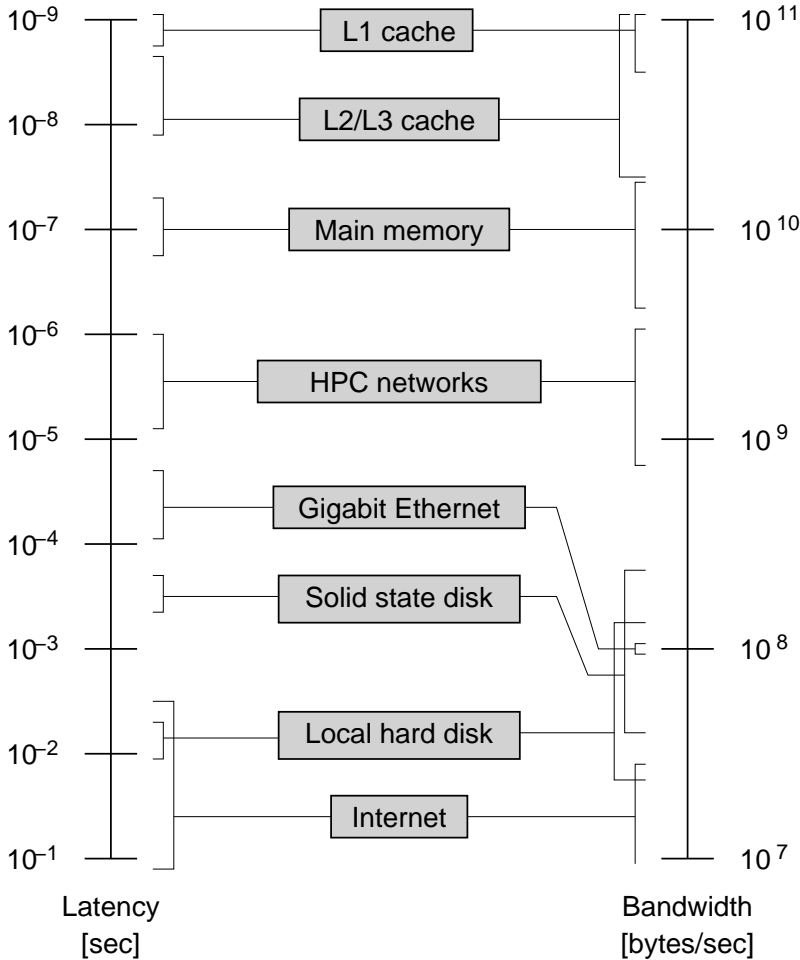 10⁻⁹
L1 cache
10¹¹
10⁻⁸
L2/L3 cache
10⁻⁷
Main memory
10¹⁰
10⁻⁶
HPC networks
10⁻⁵
10⁹
Gigabit Ethernet
10⁻⁴
Solid state disk
10⁻³
10⁸
Local hard disk
10⁻²
Internet
10⁻¹
10⁷
Latency
[sec]
Bandwidth
[bytes/sec]